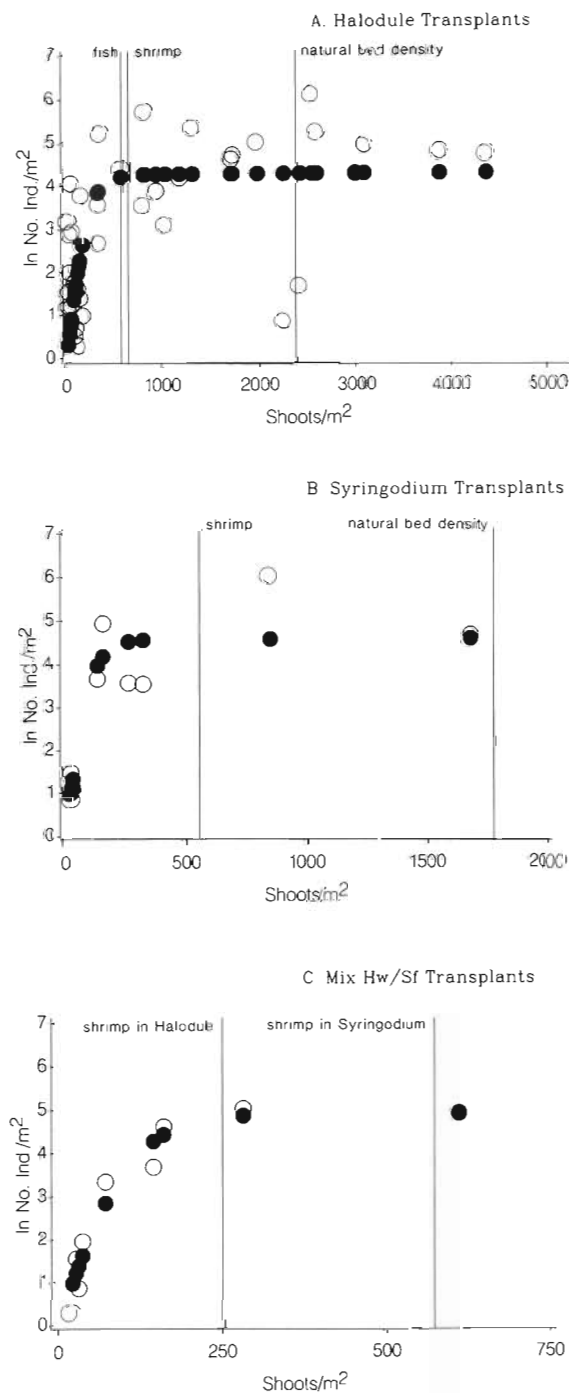 A. Halodule Transplants
fish shrimp natural bed density
7
6
5
4
3
2
1
0
ln No. Ind./m2
0 1000 2000 3000 4000 5000
Shoots/m2
B Syringodium Transplants
shrimp natural bed density
7
6
5
4
3
2
1
0
ln No. Ind./m2
0 500 1000 1500 2000
Shoots/m2
C Mix Hw/Sf Transplants
shrimp in Halodule shrimp in Syringodium
7
6
5
4
3
2
1
0
ln No. Ind /m2
0 250 500 750
Shoots/m2